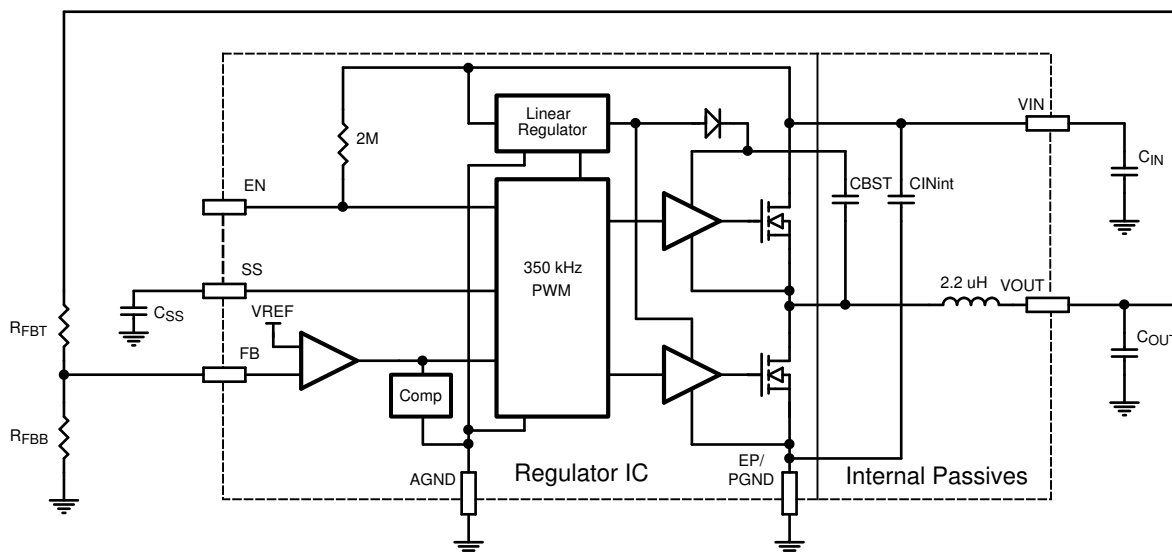 VIN
Linear
Regulator
2M
CIN
EN
CBST
CINint
350 kHz
PWM
SS
2.2 uH
VOUT
CSS
VREF
RFBT
FB
COUT
Comp
RFBB
AGND
Regulator IC
EP/
PGND
Internal Passives